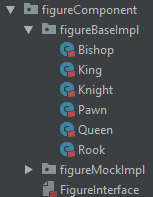 figureComponent
figureBaseImpl
Bishop
King
Knight
Pawn
Queen
Rook
figureMockImpl
FigureInterface